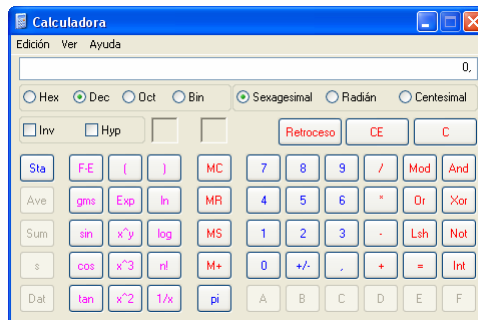 Calculadora
Edición Ver Ayuda
0,
Hex Dec Oct Bin Sexagesimal Radián Centesimal
Inv Hyp Retroceso CE C
Sta F-E ( ) MC 7 8 9 / Mod And
Ave gms Exp ln MR 4 5 6 * Or Xor
Sum sin x^y log MS 1 2 3 - Lsh Not
s cos x^3 n! M+ 0 +/- , + = Int
Dat tan x^2 1/x pi A B C D E F